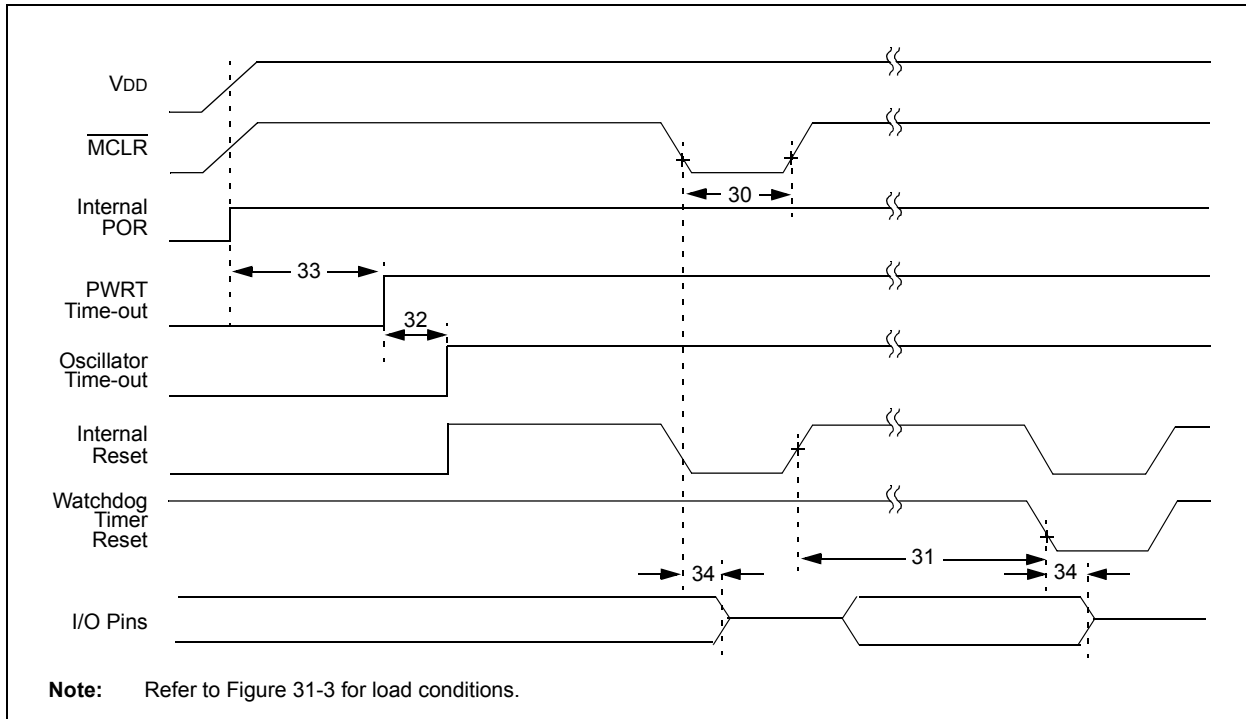 VDD
MCLR
30
Internal
POR
33
PWRT
Time-out
32
Oscillator
Time-out
Internal
Reset
Watchdog
Timer
Reset
31
34
34
I/O Pins
Note: Refer to Figure 31-3 for load conditions.